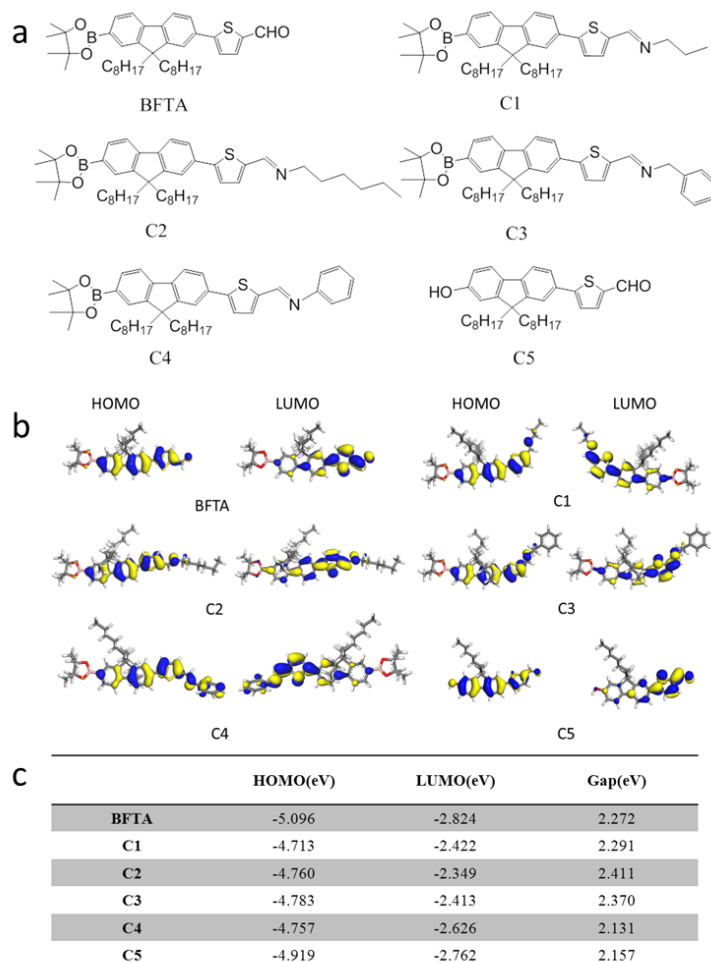 a
O
B
O
S
CHO
C8H17 C8H17
BFTA
O
B
O
S
N
C8H17 C8H17
C1
O
B
O
S
N
C8H17 C8H17
C2
O
B
O
S
N
C8H17 C8H17
C3
O
B
O
S
N
C8H17 C8H17
C4
HO
S
CHO
C8H17 C8H17
C5
b
HOMO LUMO HOMO LUMO
BFTA C1
C2 C3
C4 C5
c
HOMO(eV) LUMO(eV) Gap(eV)
BFTA -5.096 -2.824 2.272
C1 -4.713 -2.422 2.291
C2 -4.760 -2.349 2.411
C3 -4.783 -2.413 2.370
C4 -4.757 -2.626 2.131
C5 -4.919 -2.762 2.157